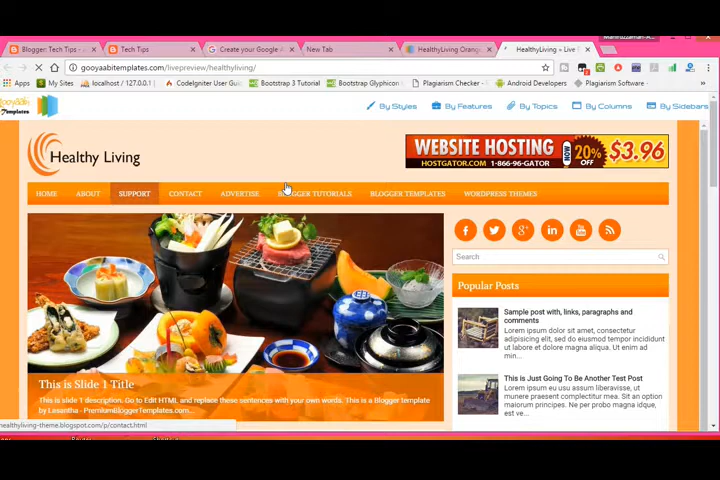 Blogger: Tech Tips -
Tech Tips
Create your Google
New Tab
HealthyLiving Orang
HealthyLiving » Live
gooyaabitemplates.com/livepreview/healthyliving/
Apps
My Sites
localhost / 127.0.0.1
CodeIgniter User Gui
Bootstrap 3 Tutorial
Bootstrap Glyphicon
Plagiarism Checker -
Android Developers
Plagiarism Software -
Templates
By Styles
By Features
By Topics
By Columns
By Sidebars
Healthy Living
WEBSITE HOSTING
HOSTGATOR.COM 1-866-96-GATOR
NOW
20%
OFF
$3.96
HOME
ABOUT
SUPPORT
CONTACT
ADVERTISE
BLOGGER TUTORIALS
BLOGGER TEMPLATES
WORDPRESS THEMES
Search
Popular Posts
Sample post with, links, paragraphs and
comments
Lorem ipsum dolor sit amet, consectetur
adipiscing elit, sed do eiusmod tempor
incididunt ut labore et dolore magna
aliqua. Ut enim ad
min...
This is Just Going To Be Another Test Post
Lorem ipsum eu assum liberavisse, ut
munere praesent complectitur mea. Sit
an option maiorum principes. Ne per
probo magna idque, est veniam exerci
ut...
This is Slide 1 Title
This is slide 1 description. Go to Edit HTML and replace these sentences with your own words. This is a Blogger template
by Lasantha - PremiumBloggerTemplates.com...
healthyliving-theme.blogspot.com/p/contact.html